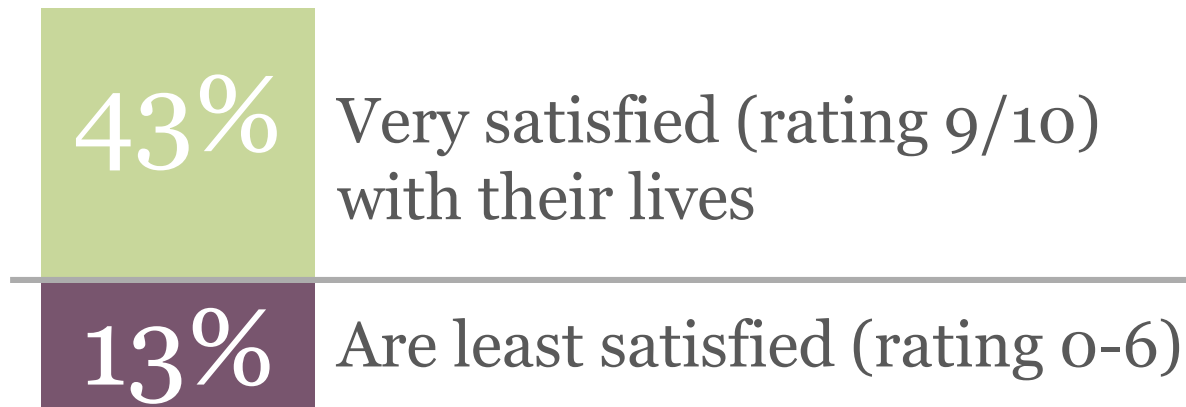 43%
Very satisfied (rating 9/10)
with their lives
13%
Are least satisfied (rating 0-6)